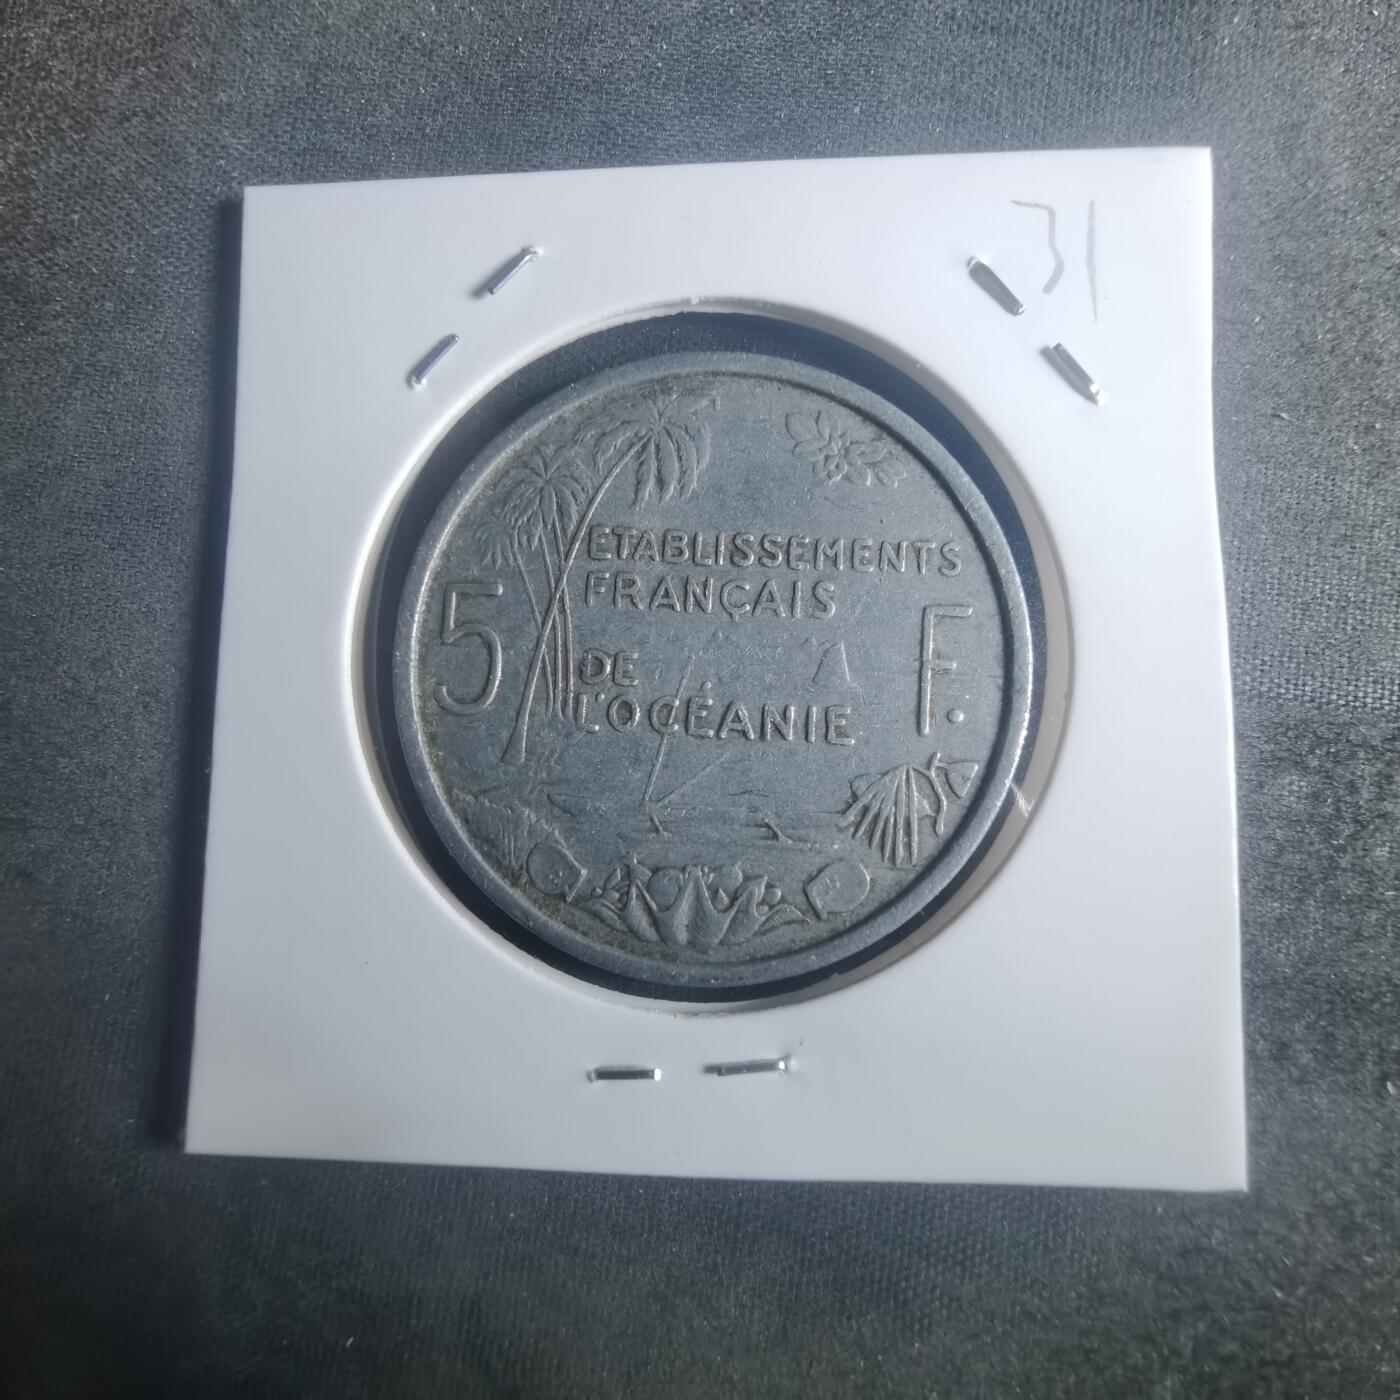 31
ETABLISSEMENTS
FRANÇAIS
5 F.
DE
L'OCÉANIE